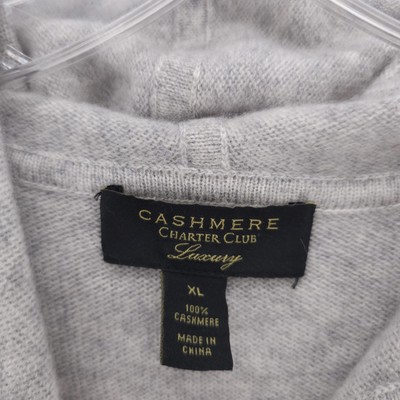 CASHMERE
CHARTER CLUB
Luxury
XL
100%
CASHMERE
MADE IN
CHINA